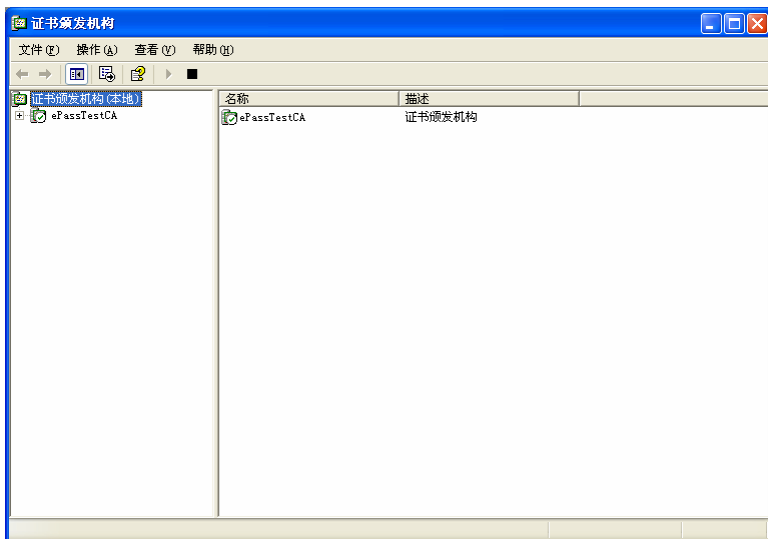 证书颁发机构
文件(F) 操作(A) 查看(V) 帮助(H)
证书颁发机构(本地)
ePassTestCA
名称 描述
ePassTestCA 证书颁发机构